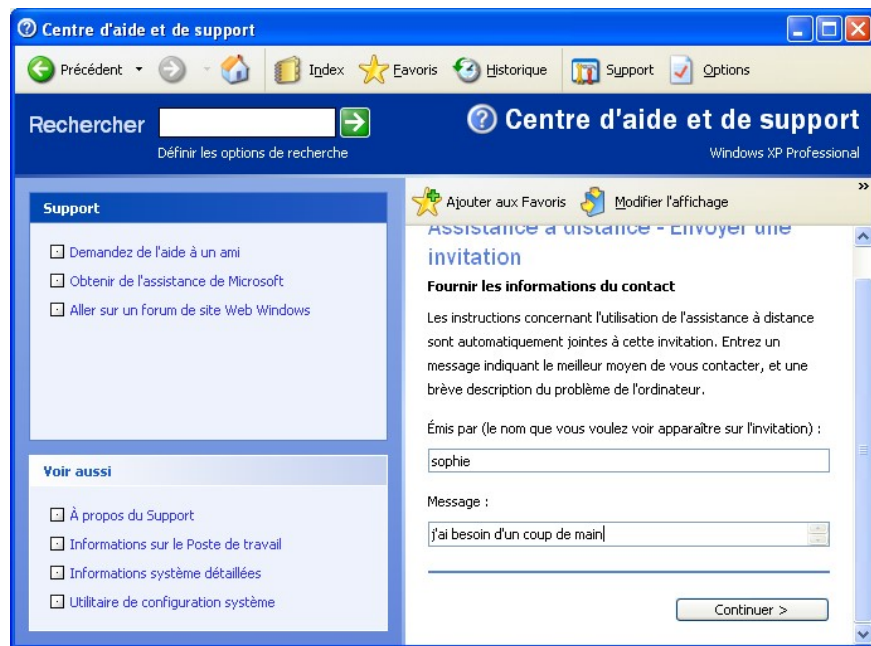 Centre d'aide et de support
Précédent Index Favoris Historique Support Options
Rechercher
Définir les options de recherche
Centre d'aide et de support
Windows XP Professional
Support
Demandez de l'aide à un ami
Obtenir de l'assistance de Microsoft
Aller sur un forum de site Web Windows
Voir aussi
À propos du Support
Informations sur le Poste de travail
Informations système détaillées
Utilitaire de configuration système
Ajouter aux Favoris Modifier l'affichage »
Assistance à distance - Envoyer une
invitation
Fournir les informations du contact
Les instructions concernant l'utilisation de l'assistance à distance
sont automatiquement jointes à cette invitation. Entrez un
message indiquant le meilleur moyen de vous contacter, et une
brève description du problème de l'ordinateur.
Émis par (le nom que vous voulez voir apparaître sur l'invitation) :
sophie
Message :
j'ai besoin d'un coup de main
Continuer >